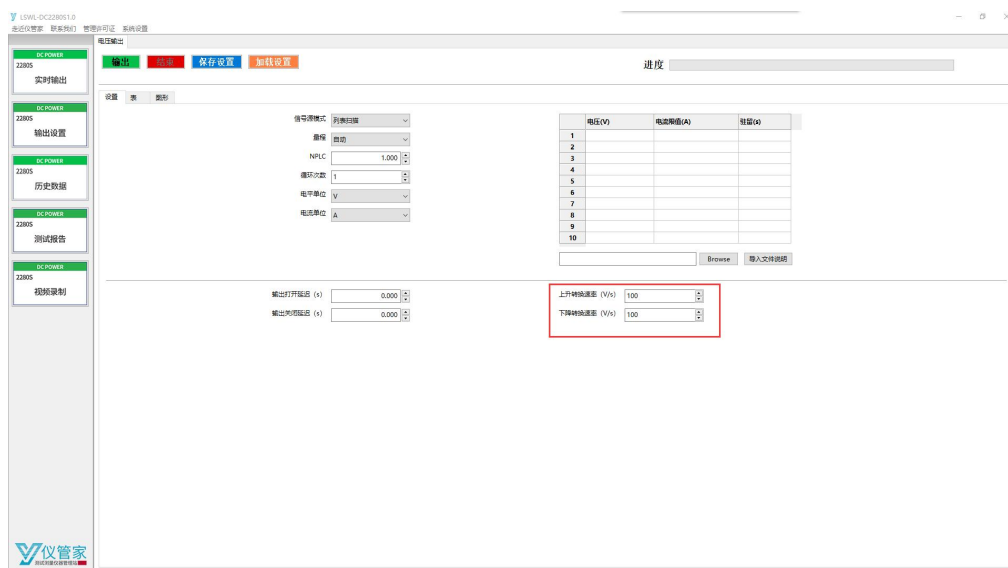 LSWL-DC2280S1.0
走近仪管家 联系我们 管理许可证 系统设置
电压输出
DC POWER
2280S
实时输出
DC POWER
2280S
输出设置
DC POWER
2280S
历史数据
DC POWER
2280S
测试报告
DC POWER
2280S
视频录制
输出 结束 保存设置 加载设置
进度
设置 表 图形
信号源模式 列表扫描
量程 自动
NPLC 1.000
循环次数 1
电平单位 V
电流单位 A
电压(V) 电流限值(A) 驻留(s)
1
2
3
4
5
6
7
8
9
10
Browse 导入文件说明
输出打开延迟 (s) 0.000
输出关闭延迟 (s) 0.000
上升转换速率 (V/s) 100
下降转换速率 (V/s) 100
仪管家